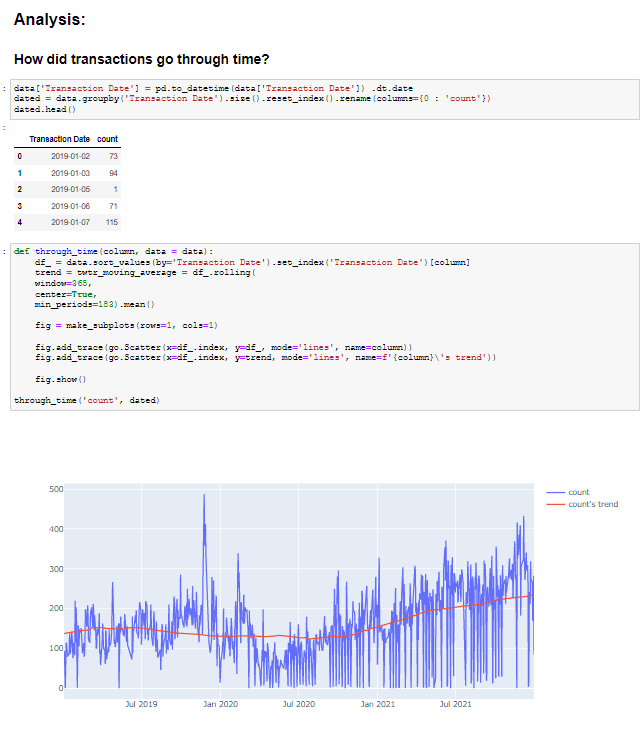 Analysis:
How did transactions go through time?
: data['Transaction Date'] = pd.to_datetime(data['Transaction Date']) .dt.date
dated = data.groupby('Transaction Date').size().reset_index().rename(columns={0 : 'count'})
dated.head()
:
Transaction Date count
0 2019-01-02 73
1 2019-01-03 94
2 2019-01-05 1
3 2019-01-06 71
4 2019-01-07 115
: def through_time(column, data = data):
df_ = data.sort_values(by='Transaction Date').set_index('Transaction Date')[column]
trend = twtr_moving_average = df_.rolling(
window=365,
center=True,
min_periods=183).mean()
fig = make_subplots(rows=1, cols=1)
fig.add_trace(go.Scatter(x=df_.index, y=df_, mode='lines', name=column))
fig.add_trace(go.Scatter(x=df_.index, y=trend, mode='lines', name=f'{column}\'s trend'))
fig.show()
through_time('count', dated)
500
400
300
200
100
0
Jul 2019 Jan 2020 Jul 2020 Jan 2021 Jul 2021
count
count's trend